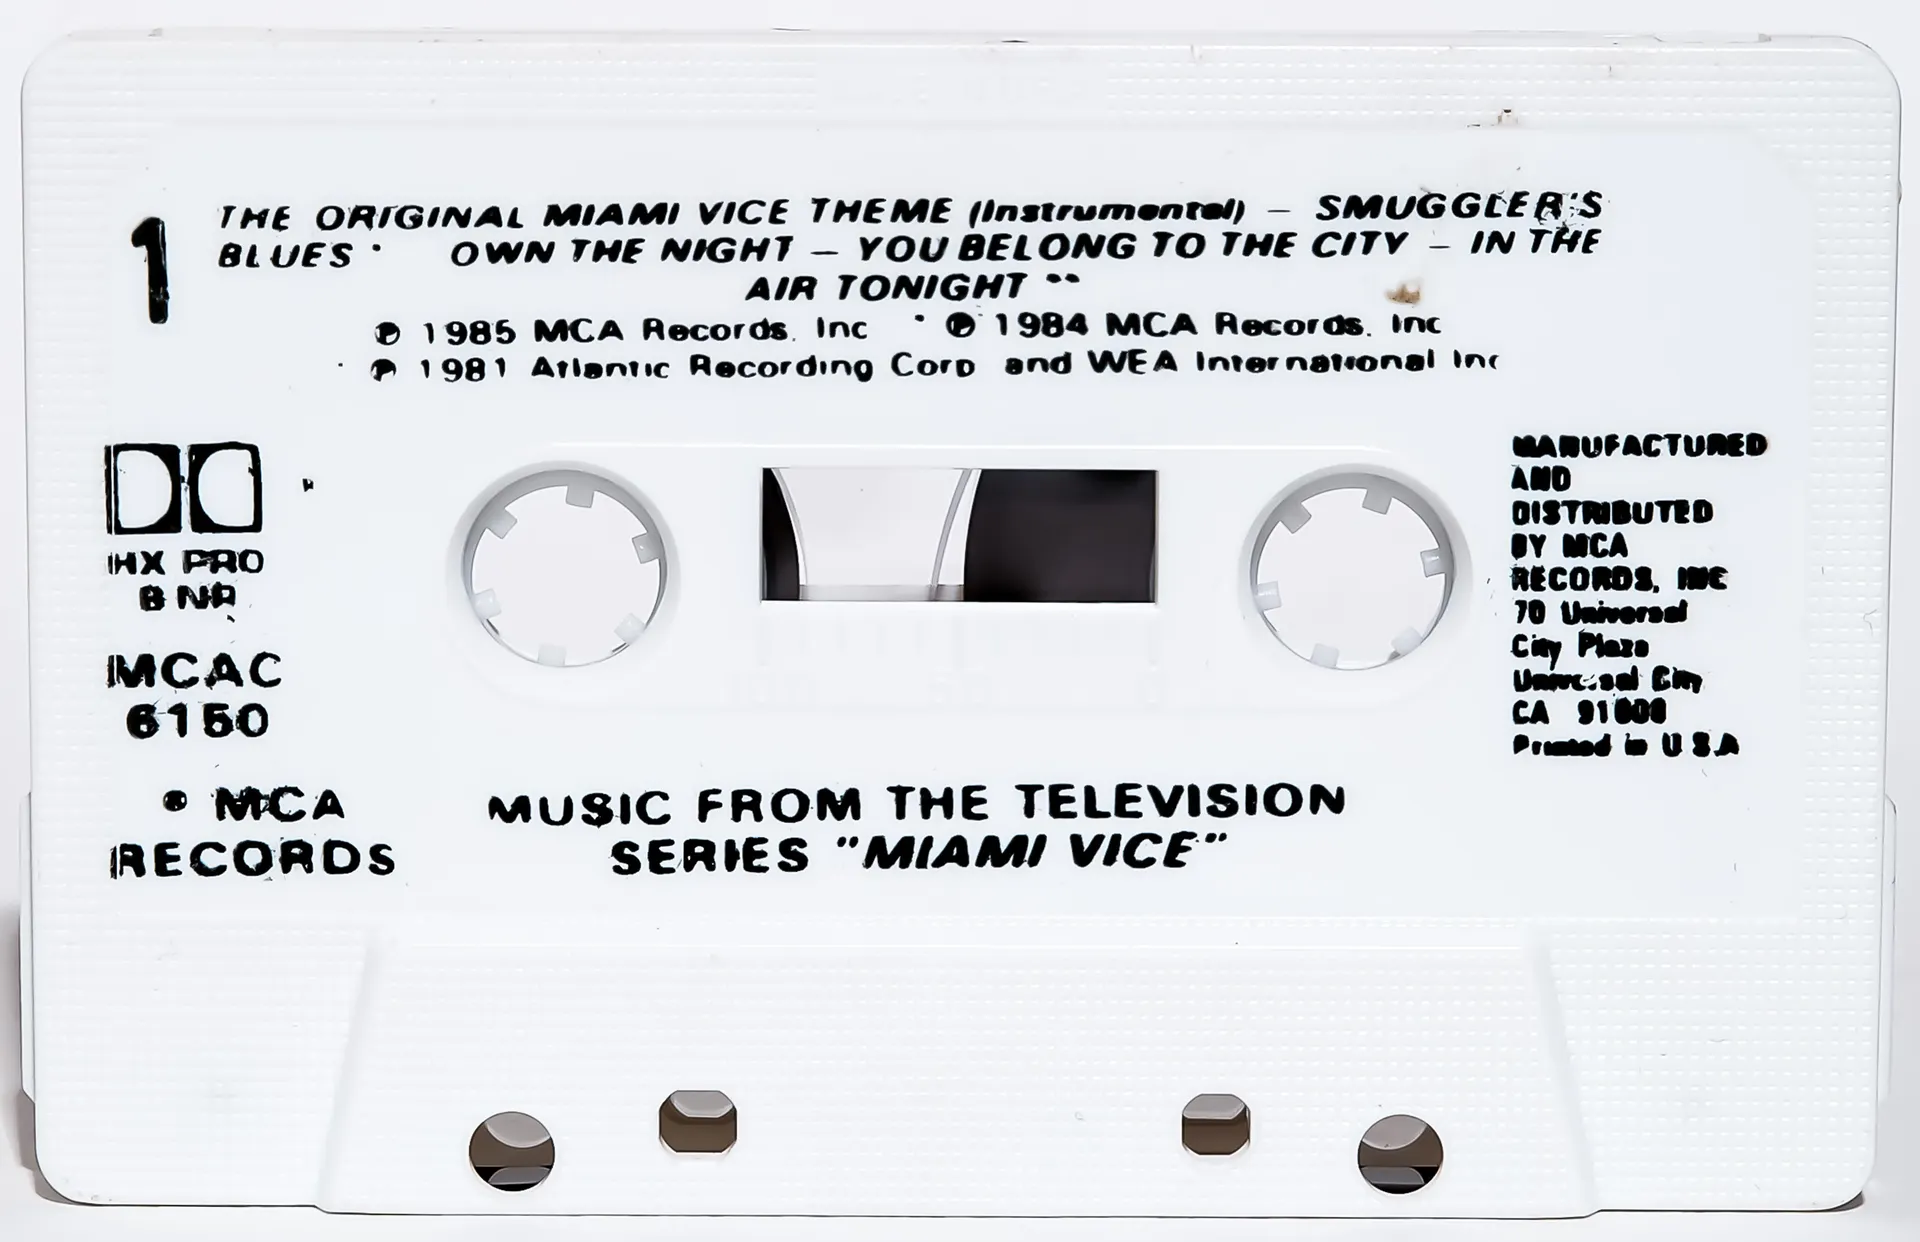 1
THE ORIGINAL MIAMI VICE THEME (Instrumental) – SMUGGLER'S
BLUES * OWN THE NIGHT – YOU BELONG TO THE CITY – IN THE
AIR TONIGHT **
℗ 1985 MCA Records, Inc * ℗ 1984 MCA Records, Inc
℗ 1981 Atlantic Recording Corp and WEA International Inc
HX PRO
B NR
MCAC
6150
MCA
RECORDS
MANUFACTURED
AND
DISTRIBUTED
BY MCA
RECORDS, INC
70 Universal
City Plaza
Universal City
CA
Printed in U.S.A
MUSIC FROM THE TELEVISION
SERIES "MIAMI VICE"